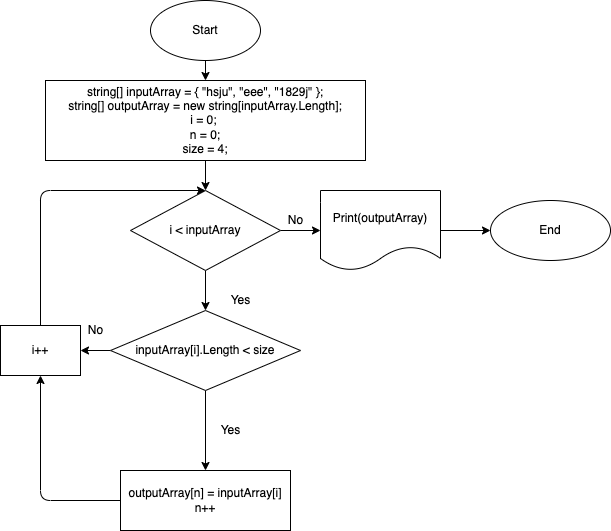 Start
string[] inputArray = { "hsju", "eee", "1829j" };
string[] outputArray = new string[inputArray.Length];
i = 0;
n = 0;
size = 4;
i < inputArray
No
Print(outputArray)
End
Yes
No
i++
inputArray[i].Length < size
Yes
outputArray[n] = inputArray[i]
n++